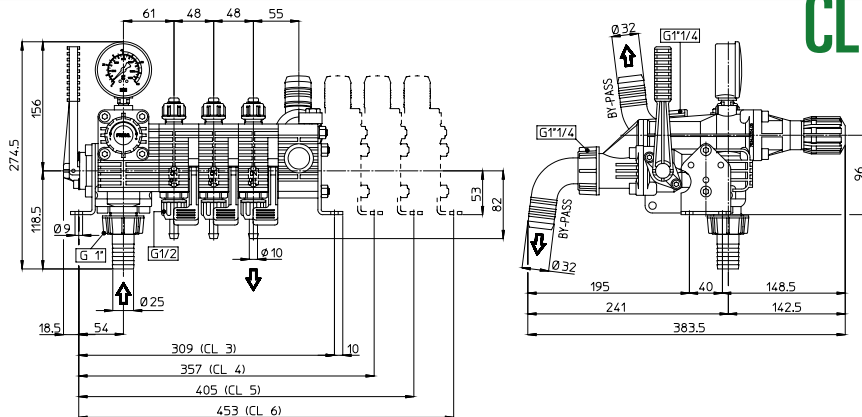 CL
61
48
48
55
Ø32
G1"1/4
BY-PASS
G1"1/4
274.5
156
118.5
53
82
96
Ø9
G 1"
G1/2
Ø10
Ø25
BY-PASS
Ø32
18.5
54
309 (CL 3)
10
357 (CL 4)
405 (CL 5)
453 (CL 6)
195
40
148.5
241
142.5
383.5